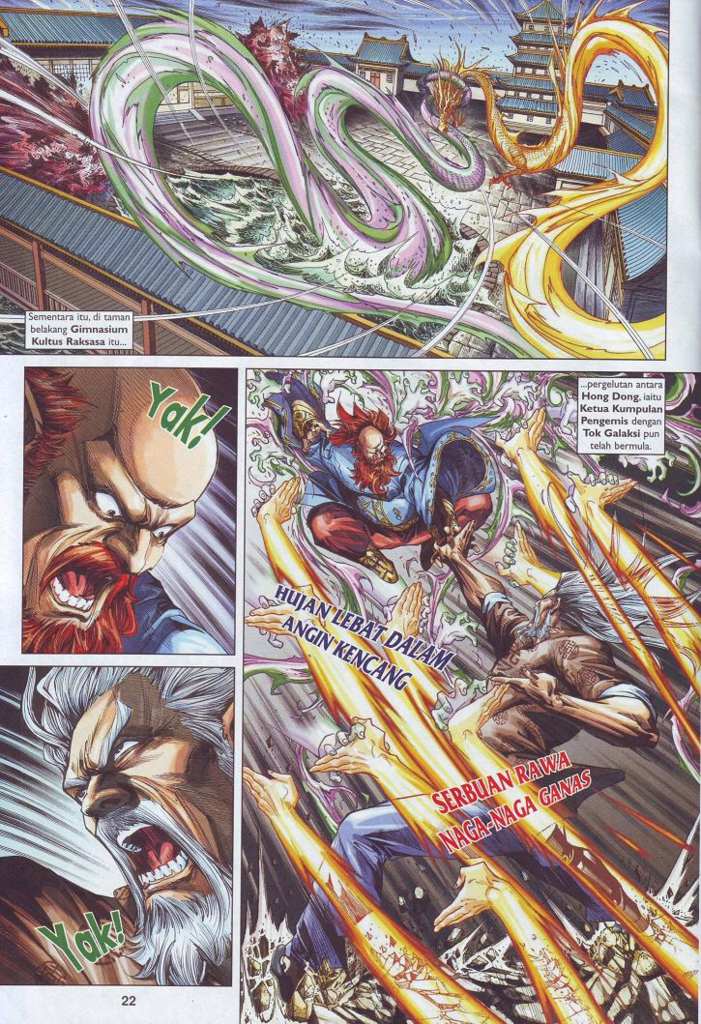 Sementara itu, di taman
belakang Gimnasium
Kultus Raksasa itu...
Yak!
...pergelutan antara
Hong Dong, iaitu
Ketua Kumpulan
Pengemis dengan
Tok Galaksi pun
telah bermula.
HUJAN LEBAT DALAM
ANGIN KENCANG
SERBUAN RAWA
NAGA-NAGA GANAS
Yak!
22